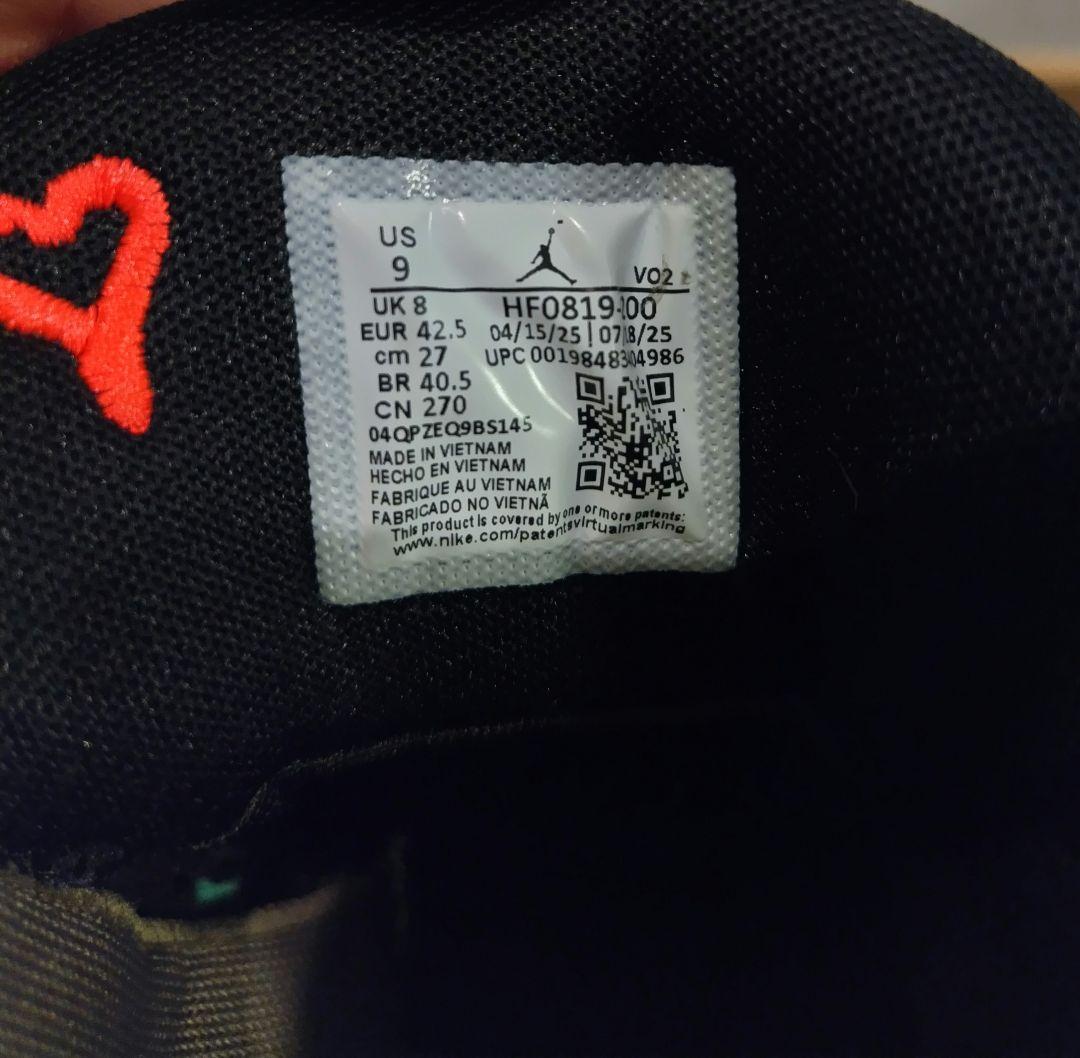 US
9
VO2
UK 8
HF0819-
EUR 42.5
04/15/25 |
cm 27
UPC
BR 40.5
CN 270
04QPZEQ9BS145
MADE IN VIETNAM
HECHO EN VIETNAM
FABRIQUE AU VIETNAM
FABRICADO NO VIETNÃ
This product is covered by one or more patents:
www.nike.com/patentsvirtualmarking